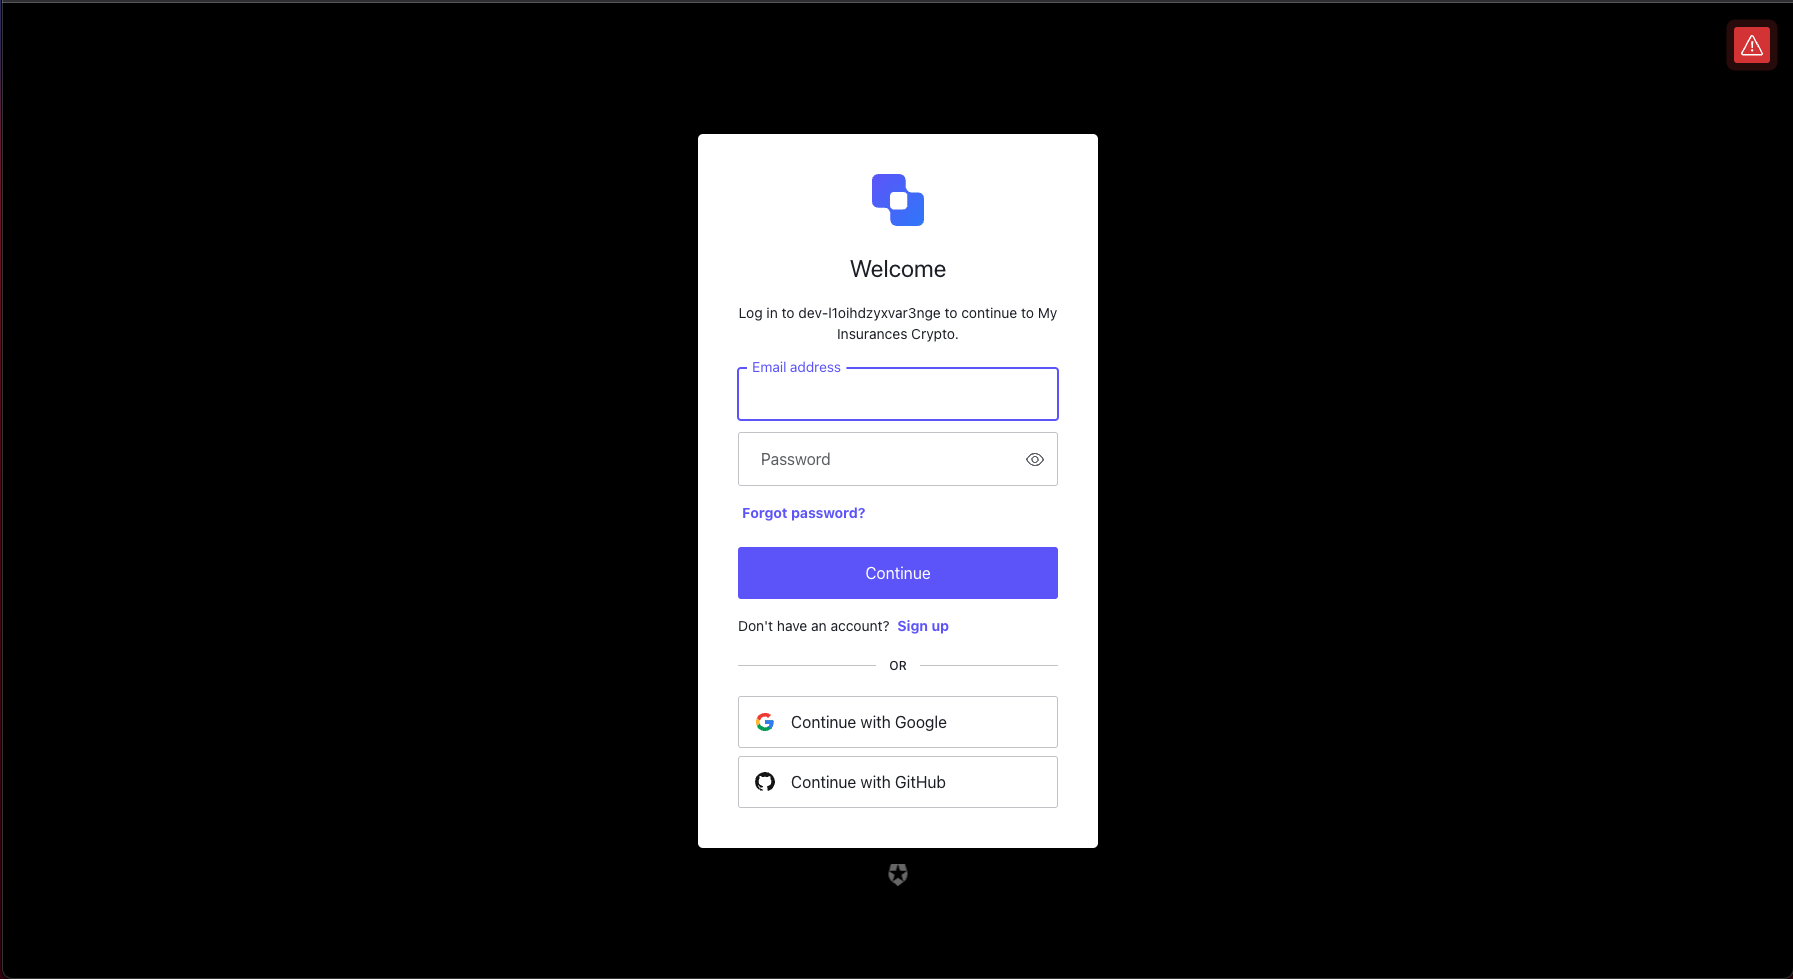 Welcome
Log in to dev-l1oihdzyxvar3nge to continue to My
Insurances Crypto.
Email address
Password
Forgot password?
Continue
Don't have an account? Sign up
OR
Continue with Google
Continue with GitHub